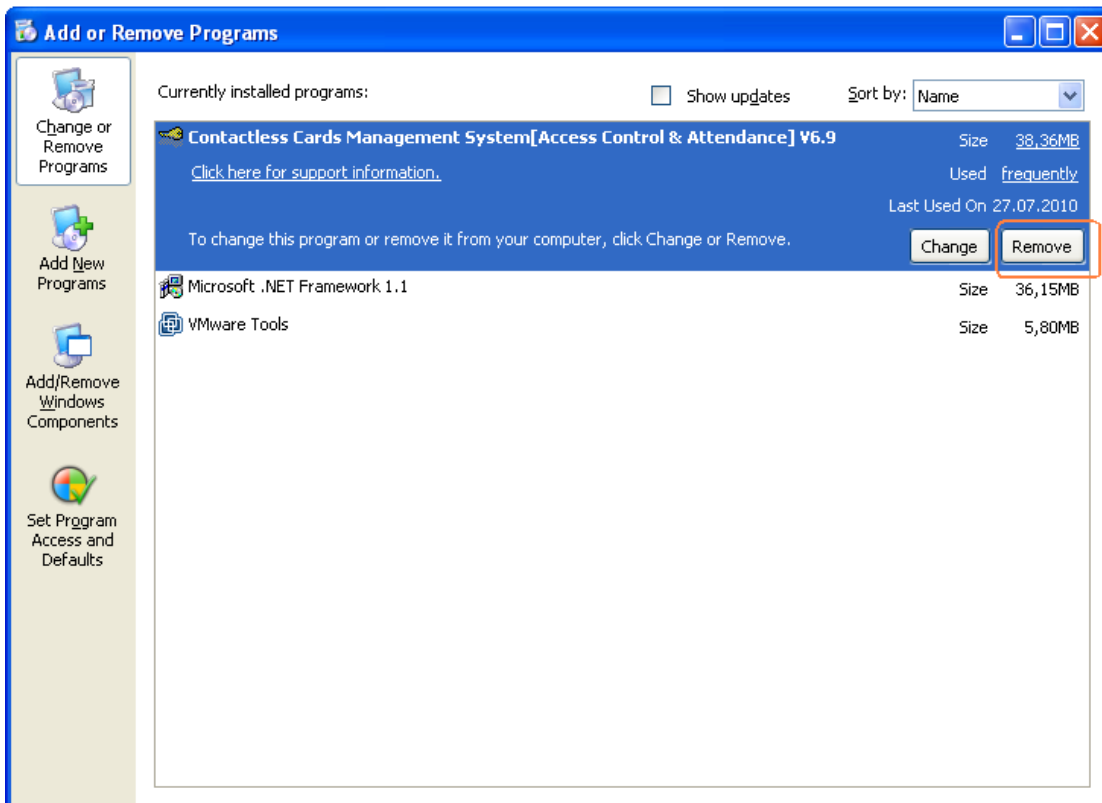 Add or Remove Programs
Change or
Remove
Programs
Add New
Programs
Add/Remove
Windows
Components
Set Program
Access and
Defaults
Currently installed programs:
Show updates
Sort by: Name
Contactless Cards Management System[Access Control & Attendance] V6.9
Size 38,36MB
Click here for support information.
Used frequently
Last Used On 27.07.2010
To change this program or remove it from your computer, click Change or Remove.
Change Remove
Microsoft .NET Framework 1.1
Size 36,15MB
VMware Tools
Size 5,80MB